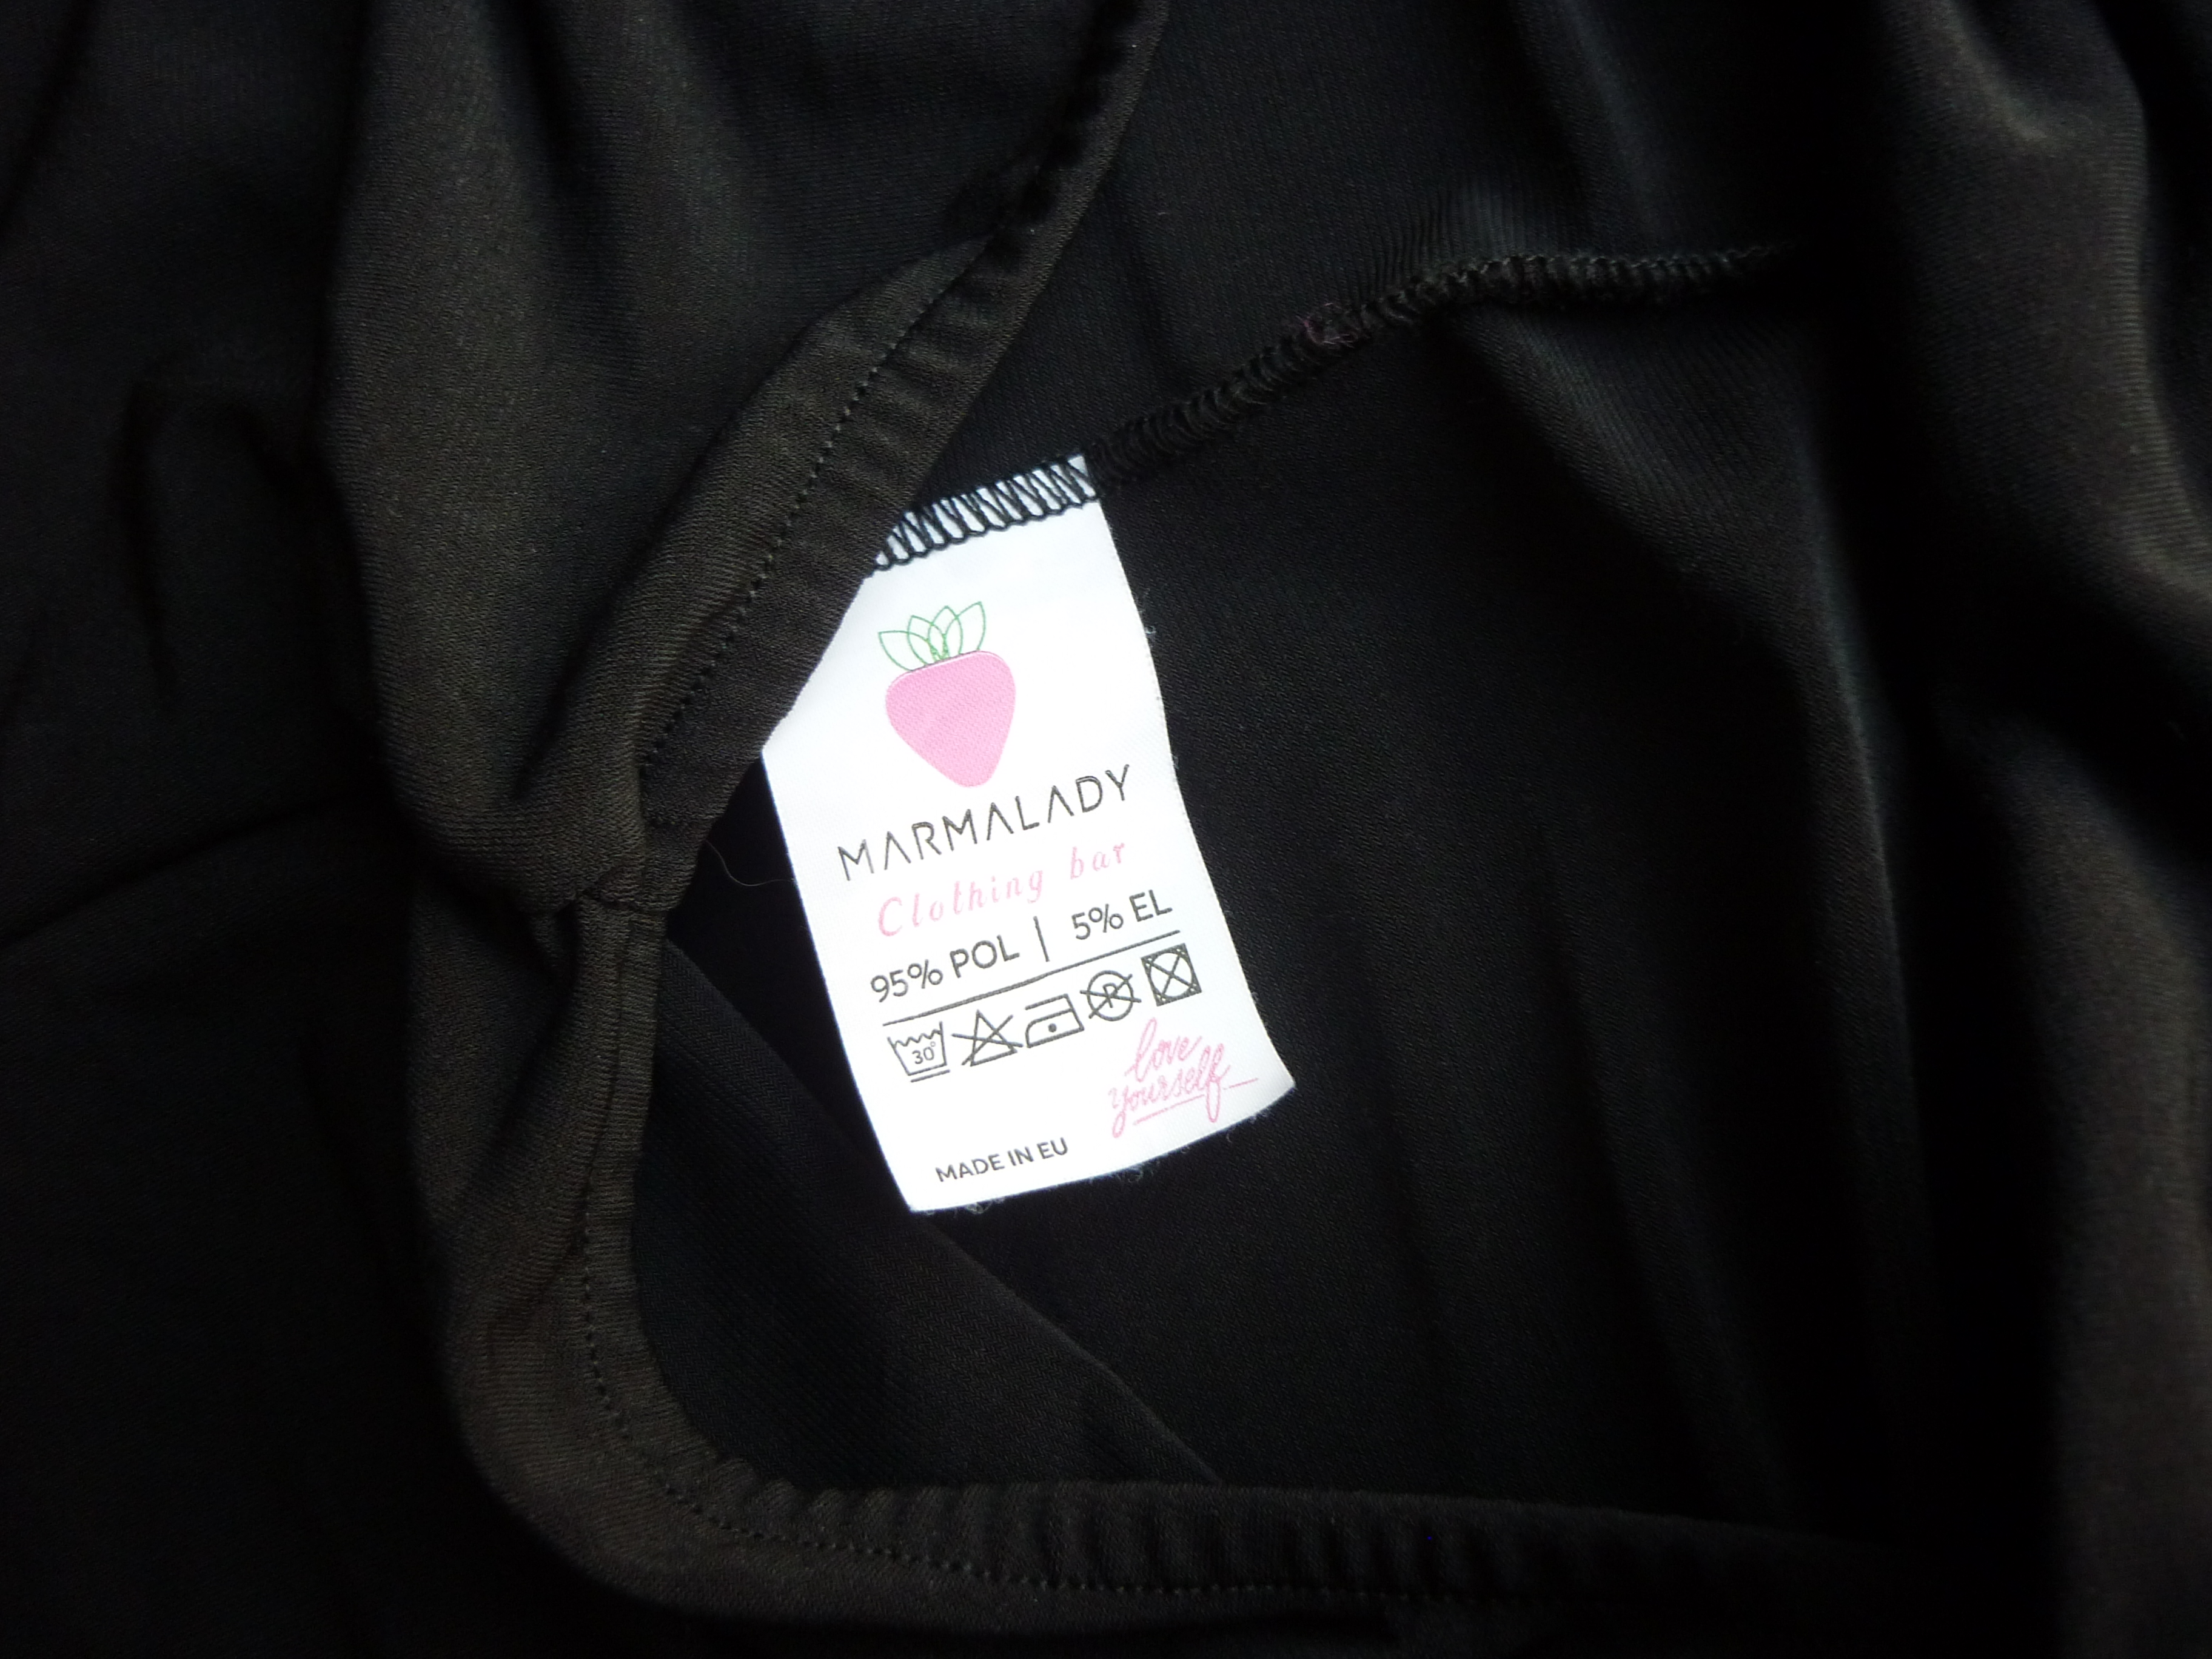 MARMALADY
Clothing bar
95% POL | 5% EL
30° P
love
yourself
MADE IN EU